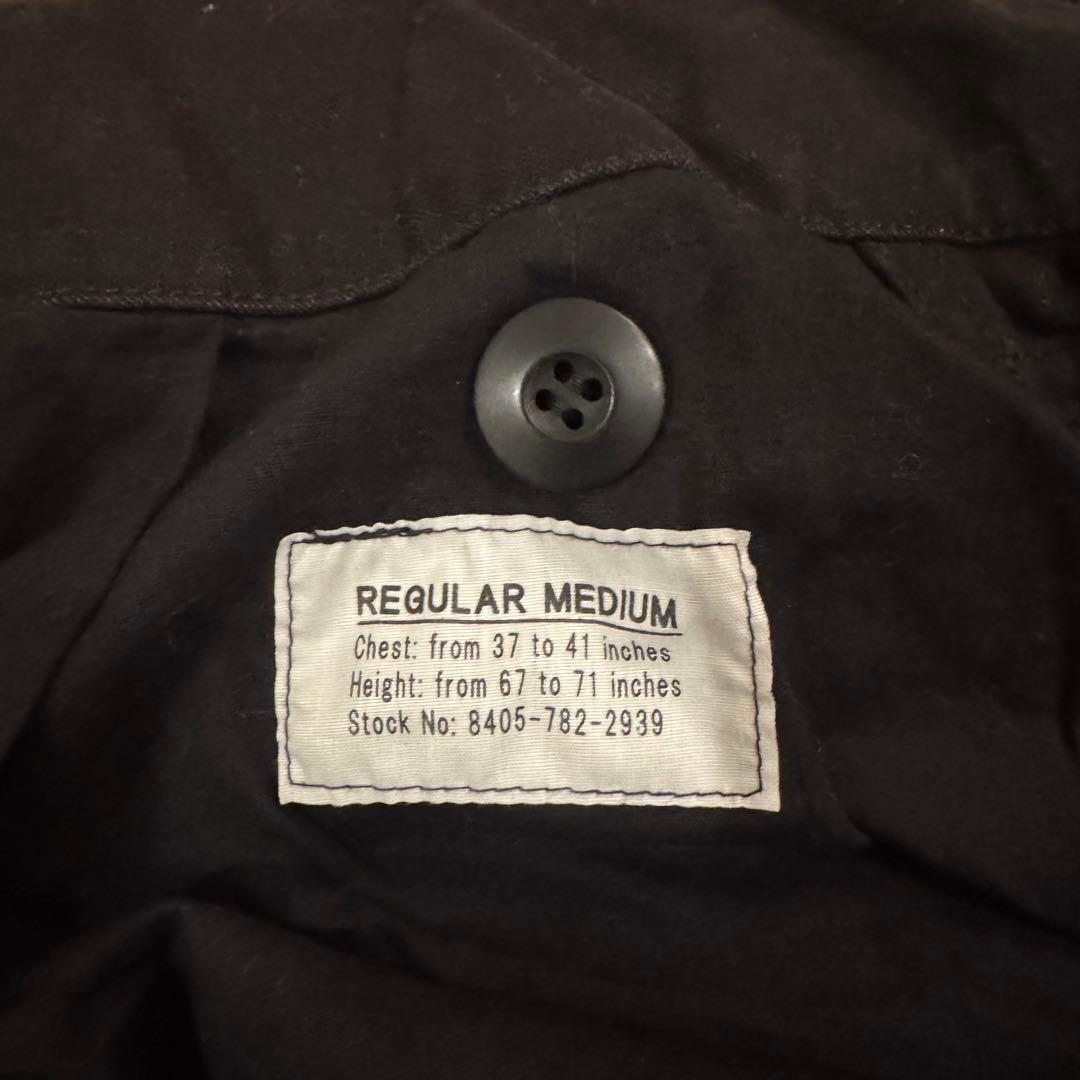 REGULAR MEDIUM
Chest: from 37 to 41 inches
Height: from 67 to 71 inches
Stock No: 8405-782-2939